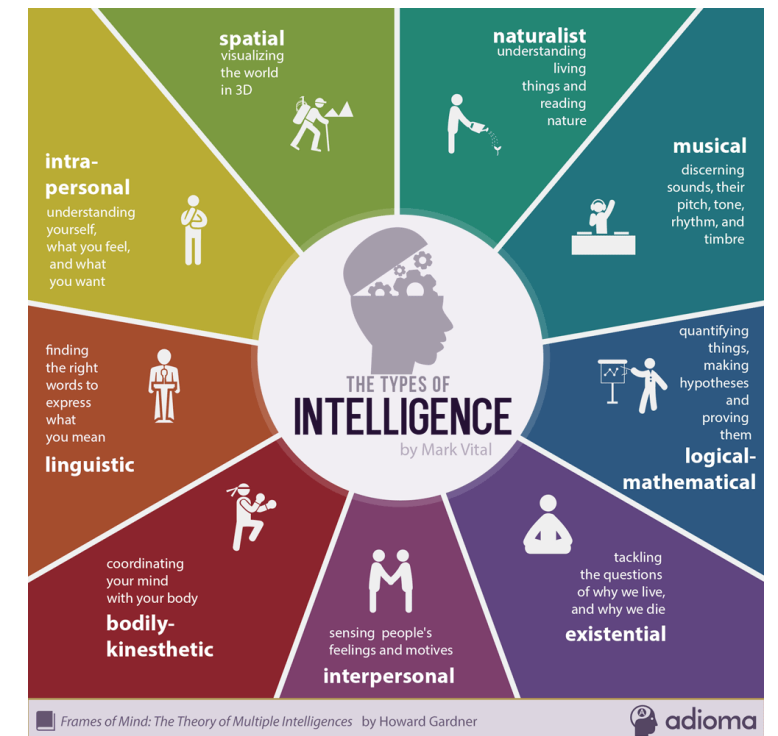 spatial
visualizing
the world
in 3D
naturalist
understanding
living
things and
reading
nature
musical
discerning
sounds, their
pitch, tone,
rhythm, and
timbre
quantifying
things,
making
hypotheses
and
proving
them
logical-
mathematical
tackling
the questions
of why we live,
and why we die
existential
sensing people's
feelings and motives
interpersonal
coordinating
your mind
with your body
bodily-
kinesthetic
finding
the right
words to
express
what
you mean
linguistic
intra-
personal
understanding
yourself,
what you feel,
and what
you want
THE TYPES OF
INTELLIGENCE
by Mark Vital
Frames of Mind: The Theory of Multiple Intelligences by Howard Gardner
adioma